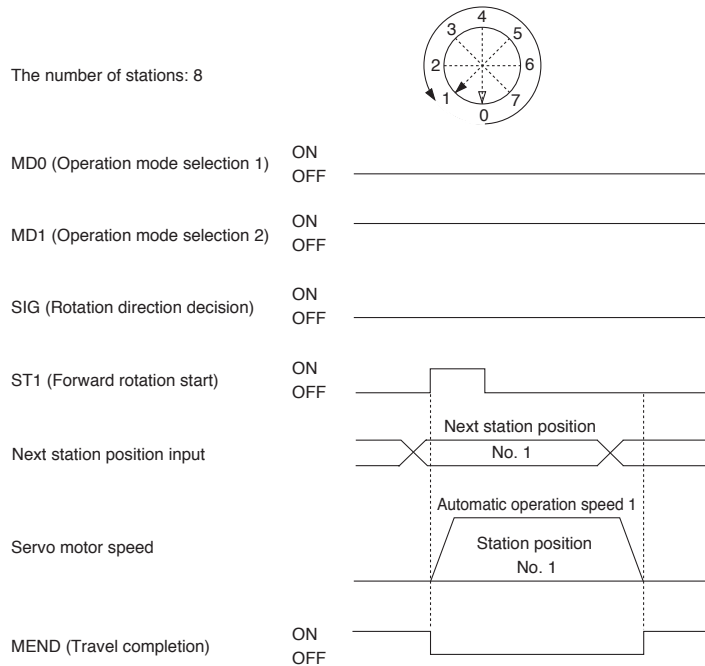 4
3 5
The number of stations: 8
2 6
1 7
0
MD0 (Operation mode selection 1) ON
OFF
MD1 (Operation mode selection 2) ON
OFF
SIG (Rotation direction decision) ON
OFF
ST1 (Forward rotation start) ON
OFF
Next station position
Next station position input No. 1
Automatic operation speed 1
Servo motor speed Station position
No. 1
MEND (Travel completion) ON
OFF